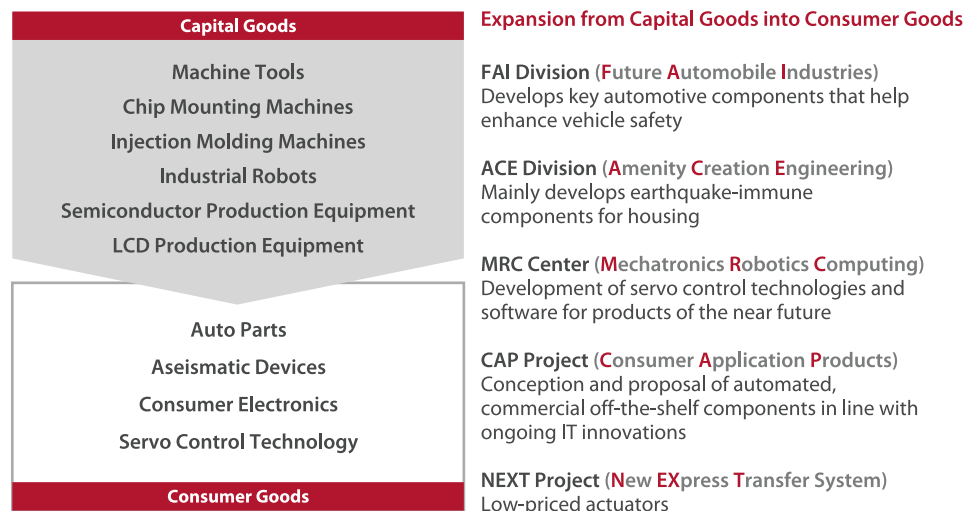 Capital Goods
Machine Tools
Chip Mounting Machines
Injection Molding Machines
Industrial Robots
Semiconductor Production Equipment
LCD Production Equipment
Auto Parts
Aseismatic Devices
Consumer Electronics
Servo Control Technology
Consumer Goods
Expansion from Capital Goods into Consumer Goods
FAI Division (Future Automobile Industries)
Develops key automotive components that help
enhance vehicle safety
ACE Division (Amenity Creation Engineering)
Mainly develops earthquake-immune
components for housing
MRC Center (Mechatronics Robotics Computing)
Development of servo control technologies and
software for products of the near future
CAP Project (Consumer Application Products)
Conception and proposal of automated,
commercial off-the-shelf components in line with
ongoing IT innovations
NEXT Project (New EXpress Transfer System)
Low-priced actuators